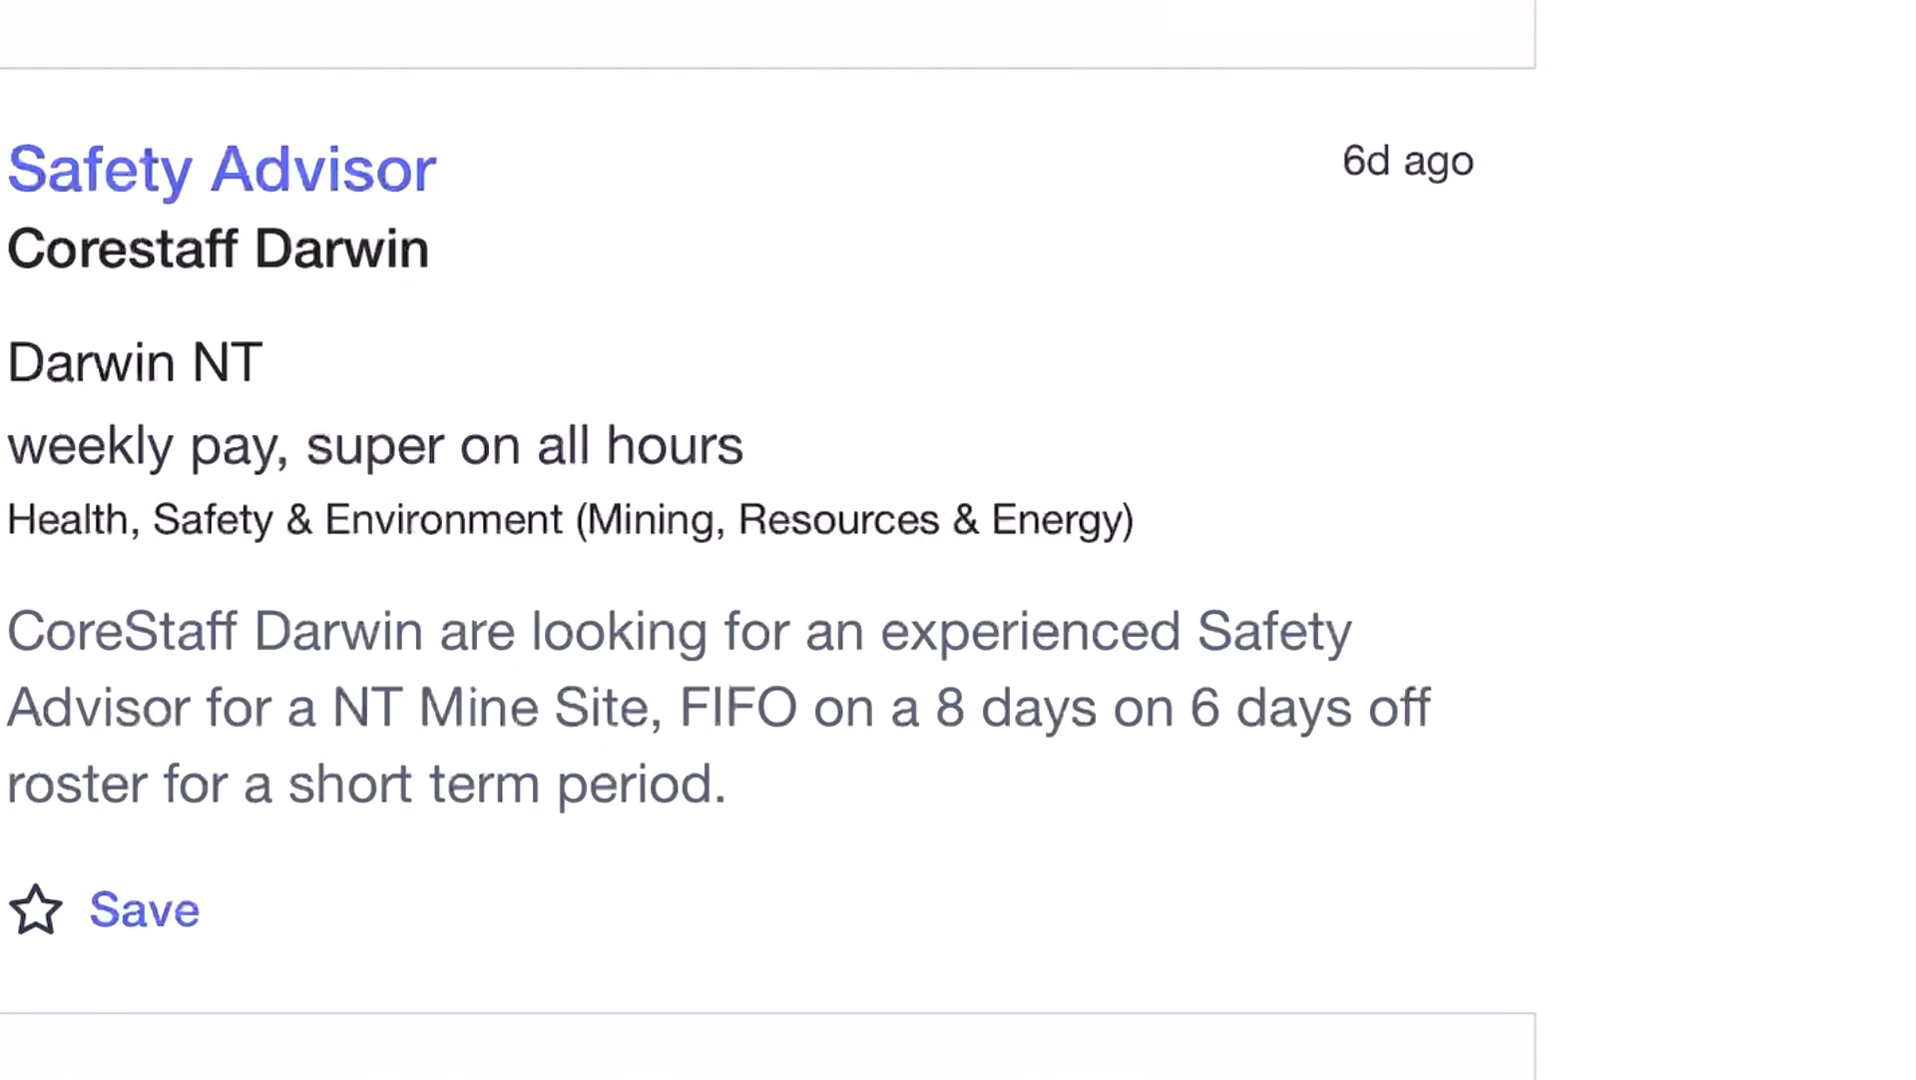 Safety Advisor
6d ago
Corestaff Darwin
Darwin NT
weekly pay, super on all hours
Health, Safety & Environment (Mining, Resources & Energy)
CoreStaff Darwin are looking for an experienced Safety
Advisor for a NT Mine Site, FIFO on a 8 days on 6 days off
roster for a short term period.
Save